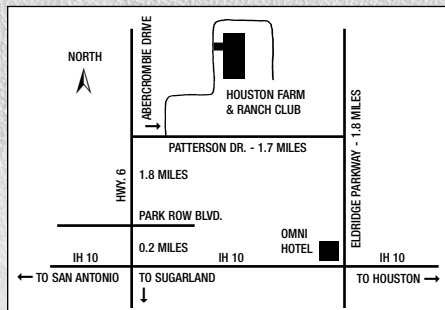 NORTH
ABERCROMBIE DRIVE
HOUSTON FARM
& RANCH CLUB
PATTERSON DR. - 1.7 MILES
ELDRIDGE PARKWAY - 1.8 MILES
HWY. 6
1.8 MILES
PARK ROW BLVD.
0.2 MILES
OMNI
HOTEL
IH 10
IH 10
TO SAN ANTONIO
TO SUGARLAND
TO HOUSTON